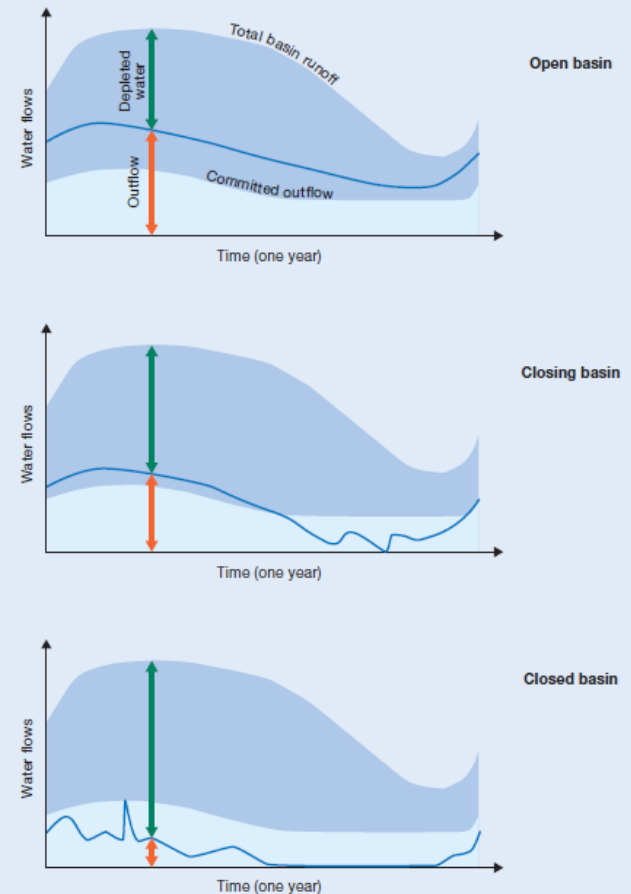 Total basin runoff
Open basin
Depleted
water
Water flows
Outflow
Committed outflow
Time (one year)
Closing basin
Water flows
Time (one year)
Closed basin
Water flows
Time (one year)